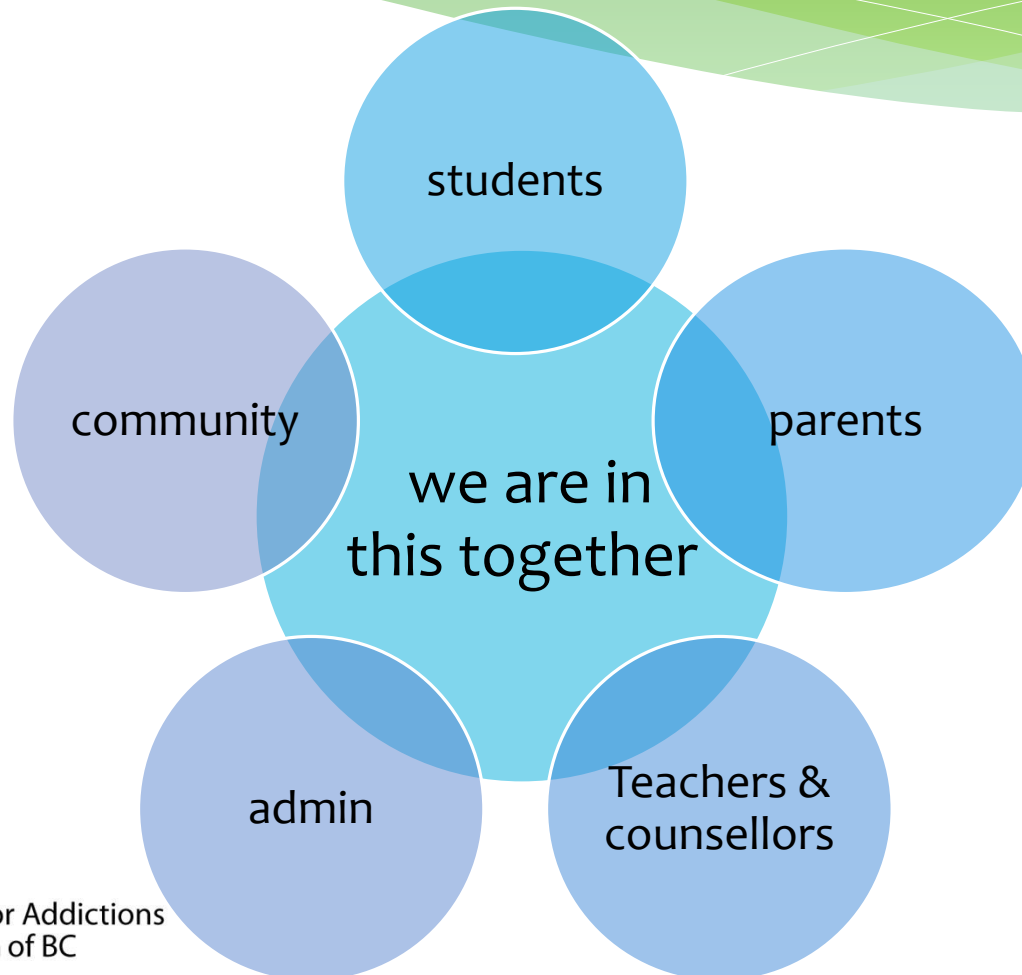 students
community
parents
we are in
this together
admin
Teachers &
counsellors
or Addictions
of BC